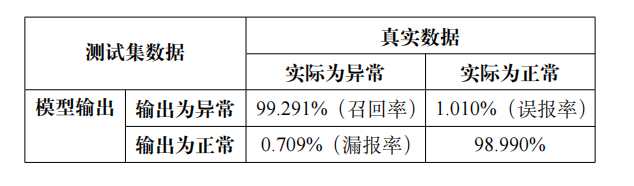 测试集数据 真实数据
实际为异常 实际为正常
模型输出 输出为异常 99.291%（召回率） 1.010%（误报率）
输出为正常 0.709%（漏报率） 98.990%